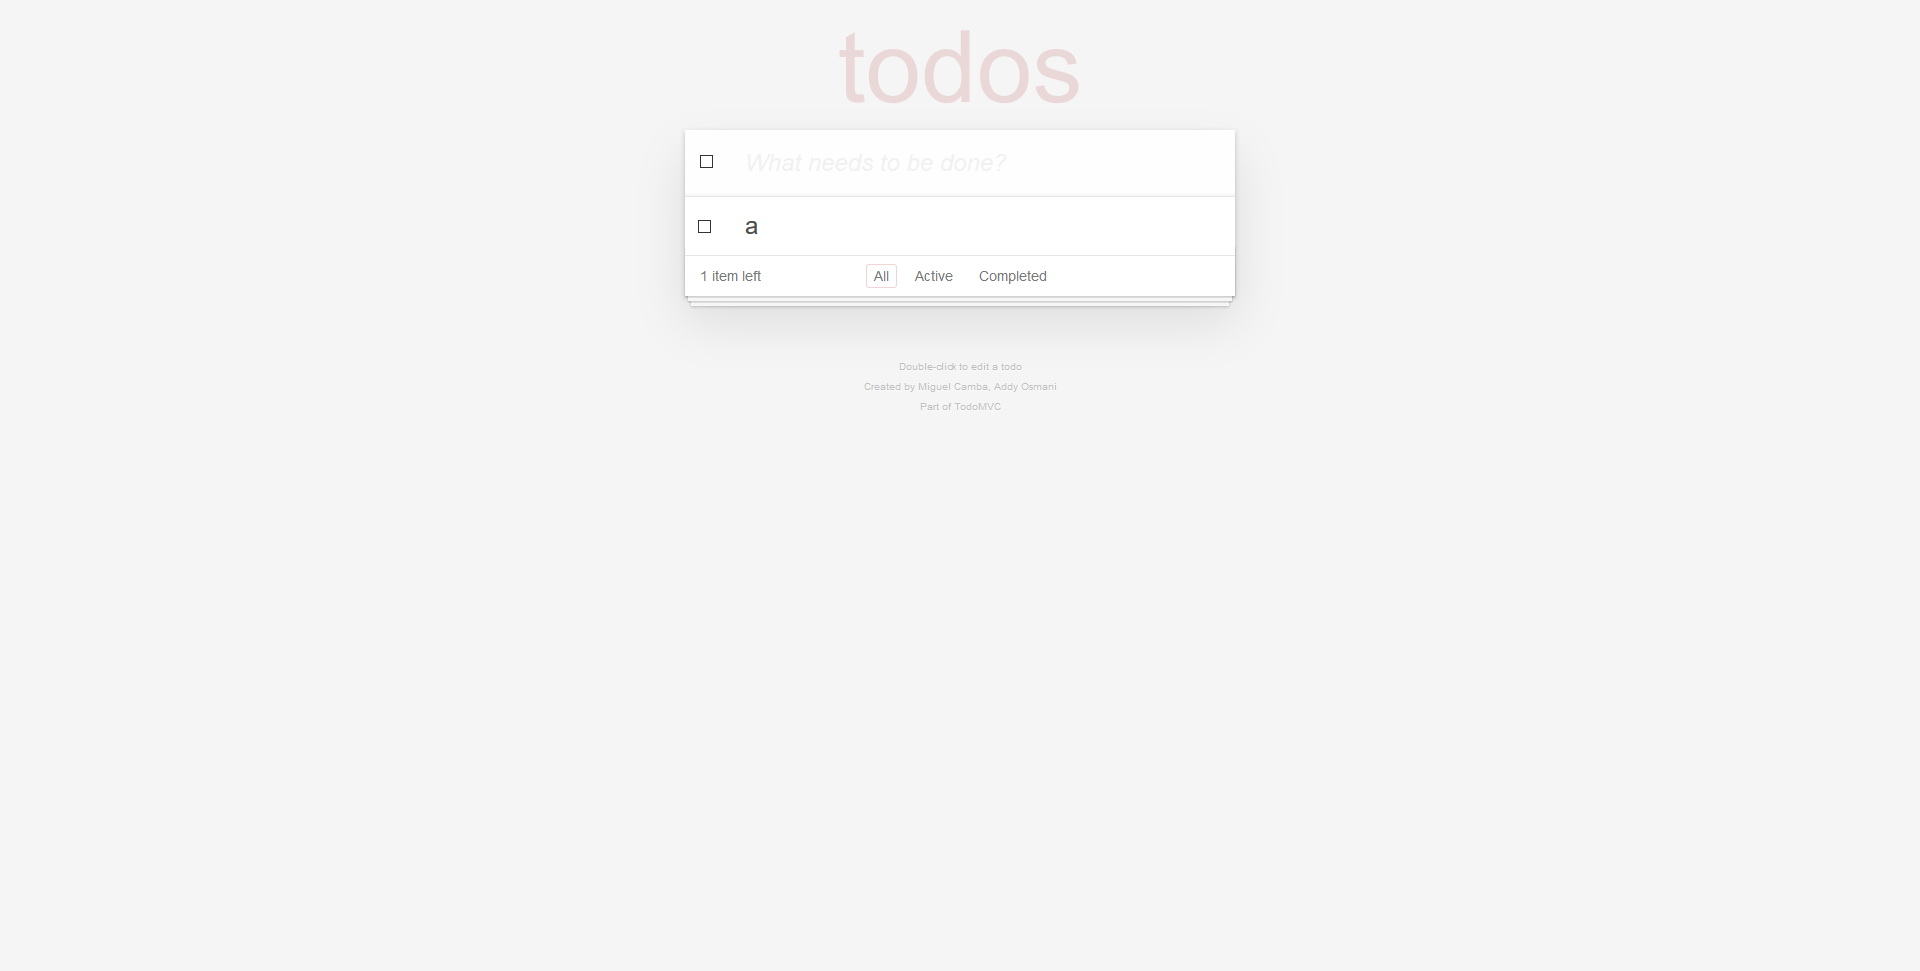 todos
What needs to be done?
a
1 item left All Active Completed
Double-click to edit a todo
Created by Miguel Camba, Addy Osmani
Part of TodoMVC